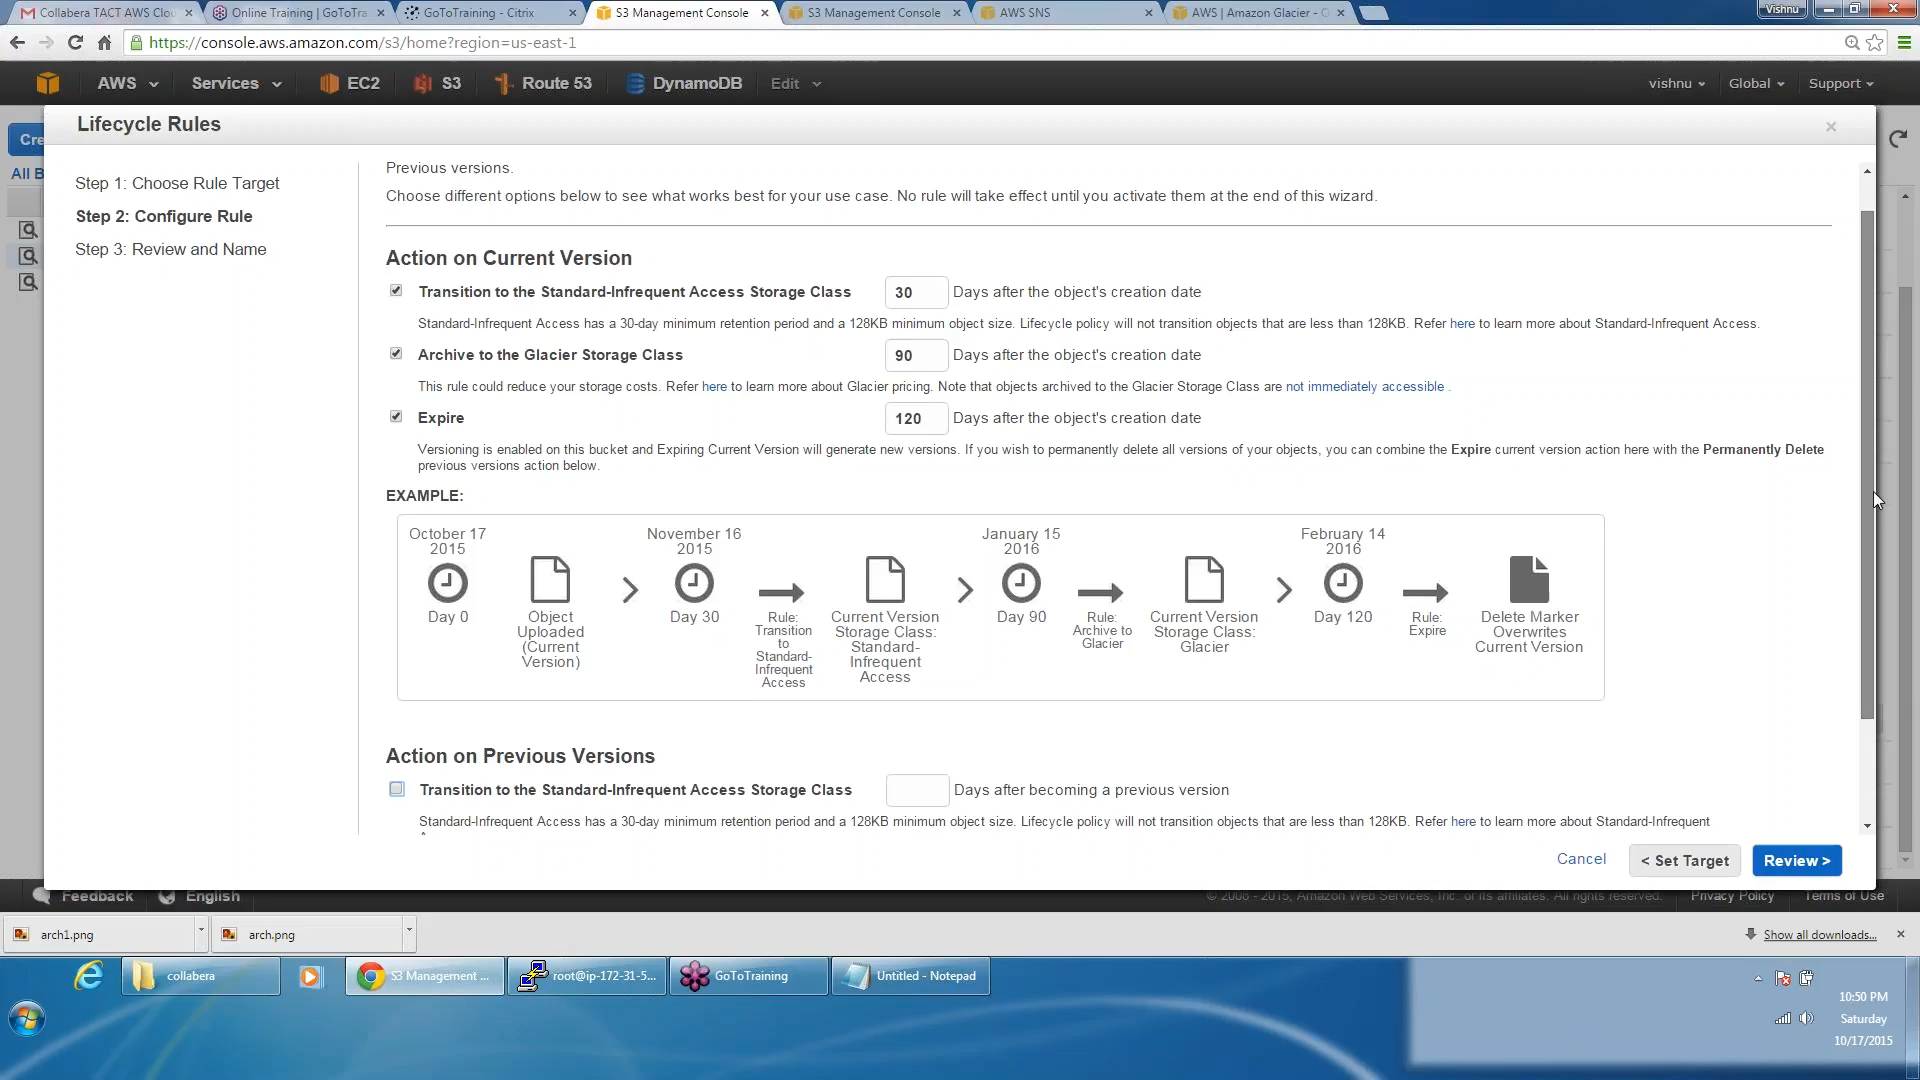 Collabera TACT AWS Clou
Online Training | GoToTra
GoToTraining - Citrix
S3 Management Console
S3 Management Console
AWS SNS
AWS | Amazon Glacier - O
Vishnu
https://console.aws.amazon.com/s3/home?region=us-east-1
AWS
Services
EC2
S3
Route 53
DynamoDB
Edit
vishnu
Global
Support
Lifecycle Rules
Cre
All B
Step 1: Choose Rule Target
Step 2: Configure Rule
Step 3: Review and Name
Previous versions.
Choose different options below to see what works best for your use case. No rule will take effect until you activate them at the end of this wizard.
Action on Current Version
Transition to the Standard-Infrequent Access Storage Class 30 Days after the object's creation date
Standard-Infrequent Access has a 30-day minimum retention period and a 128KB minimum object size. Lifecycle policy will not transition objects that are less than 128KB. Refer here to learn more about Standard-Infrequent Access.
Archive to the Glacier Storage Class 90 Days after the object's creation date
This rule could reduce your storage costs. Refer here to learn more about Glacier pricing. Note that objects archived to the Glacier Storage Class are not immediately accessible .
Expire 120 Days after the object's creation date
Versioning is enabled on this bucket and Expiring Current Version will generate new versions. If you wish to permanently delete all versions of your objects, you can combine the Expire current version action here with the Permanently Delete
previous versions action below.
EXAMPLE:
October 17
2015
Day 0
Object
Uploaded
(Current
Version)
November 16
2015
Day 30
Rule:
Transition
to
Standard-
Infrequent
Access
Current Version
Storage Class:
Standard-
Infrequent
Access
January 15
2016
Day 90
Rule:
Archive to
Glacier
Current Version
Storage Class:
Glacier
February 14
2016
Day 120
Rule:
Expire
Delete Marker
Overwrites
Current Version
Action on Previous Versions
Transition to the Standard-Infrequent Access Storage Class Days after becoming a previous version
Standard-Infrequent Access has a 30-day minimum retention period and a 128KB minimum object size. Lifecycle policy will not transition objects that are less than 128KB. Refer here to learn more about Standard-Infrequent
Cancel
< Set Target
Review >
Feedback
English
© 2008 - 2015, Amazon Web Services, Inc. or its affiliates. All rights reserved.
Privacy Policy
Terms of Use
arch1.png
arch.png
Show all downloads...
collabera
S3 Management ...
root@ip-172-31-5...
GoToTraining
Untitled - Notepad
10:50 PM
Saturday
10/17/2015